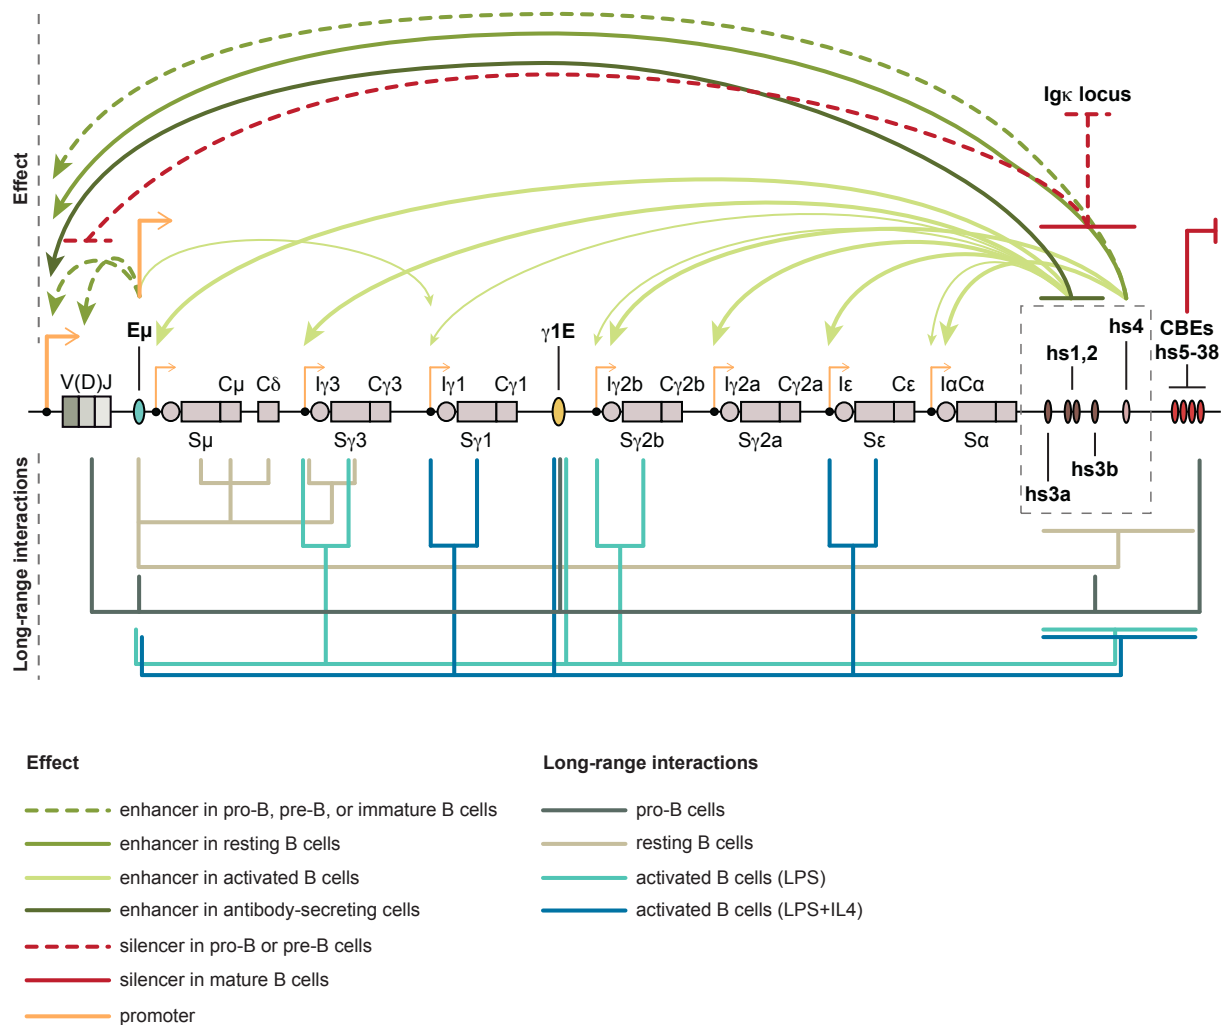 Effect
Igκ locus
Eµ
γ1E
hs4
CBEs
hs5-38
hs1,2
V(D)J
Cµ
Cδ
Iγ3
Cγ3
Iγ1
Cγ1
Iγ2b
Cγ2b
Iγ2a
Cγ2a
Iε
Cε
IαCα
Sµ
Sγ3
Sγ1
Sγ2b
Sγ2a
Sε
Sα
hs3b
hs3a
Long-range interactions
Effect
enhancer in pro-B, pre-B, or immature B cells
enhancer in resting B cells
enhancer in activated B cells
enhancer in antibody-secreting cells
silencer in pro-B or pre-B cells
silencer in mature B cells
promoter
Long-range interactions
pro-B cells
resting B cells
activated B cells (LPS)
activated B cells (LPS+IL4)